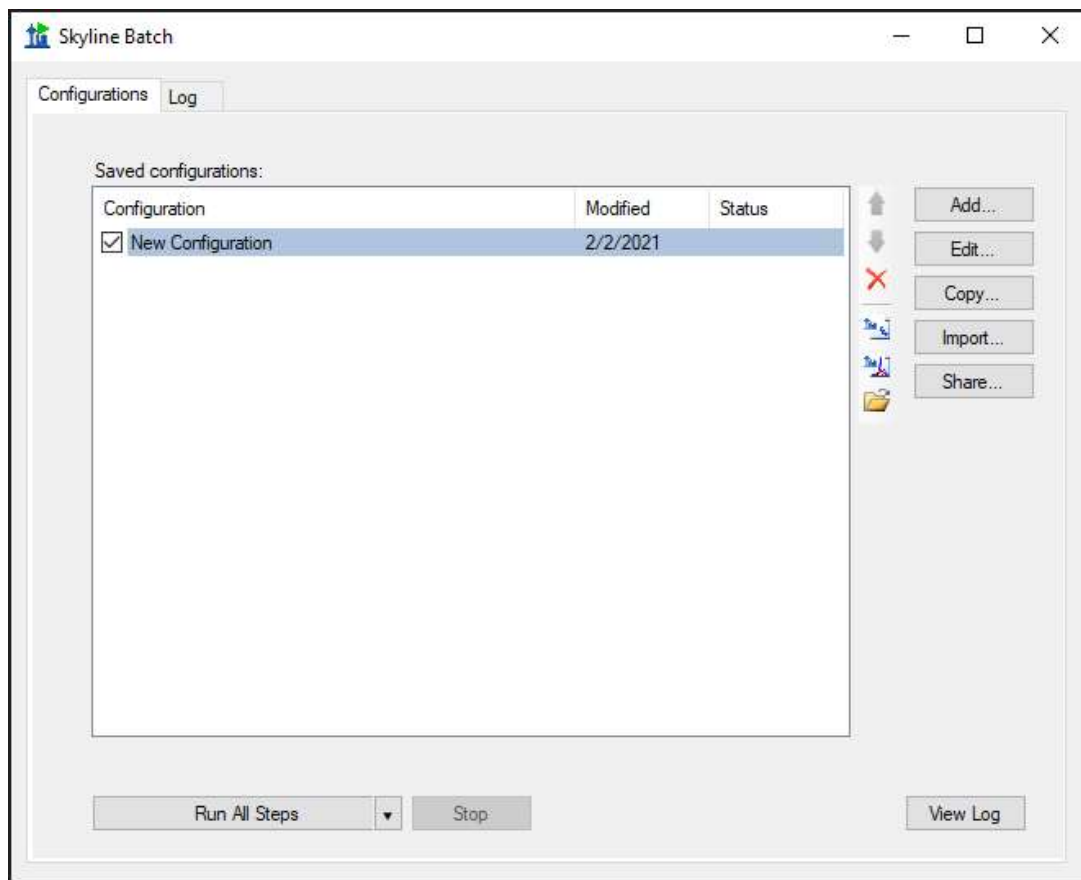 Skyline Batch
Configurations Log
Saved configurations:
Configuration Modified Status
New Configuration 2/2/2021
Add...
Edit...
Copy...
Import...
Share...
Run All Steps Stop View Log